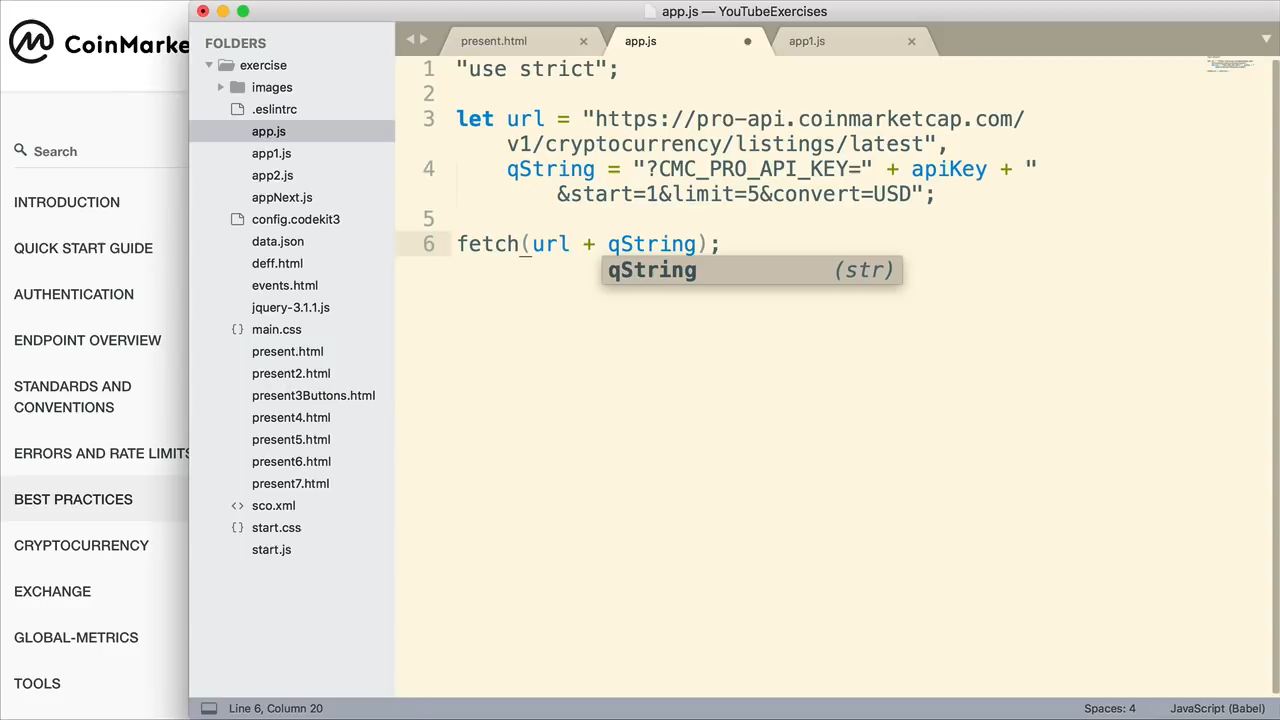 CoinMarke
Search
INTRODUCTION
QUICK START GUIDE
AUTHENTICATION
ENDPOINT OVERVIEW
STANDARDS AND
CONVENTIONS
ERRORS AND RATE LIMITS
BEST PRACTICES
CRYPTOCURRENCY
EXCHANGE
GLOBAL-METRICS
TOOLS
app.js — YouTubeExercises
FOLDERS
exercise
images
.eslintrc
app.js
app1.js
app2.js
appNext.js
config.codekit3
data.json
deff.html
events.html
jquery-3.1.1.js
{} main.css
present.html
present2.html
present3Buttons.html
present4.html
present5.html
present6.html
present7.html
<> sco.xml
{} start.css
start.js
present.html × app.js app1.js ×
1 "use strict";
2
3 let url = "https://pro-api.coinmarketcap.com/
v1/cryptocurrency/listings/latest",
4 qString = "?CMC_PRO_API_KEY=" + apiKey + "
&start=1&limit=5&convert=USD";
5
6 fetch(url + qString);
qString (str)
Line 6, Column 20 Spaces: 4 JavaScript (Babel)